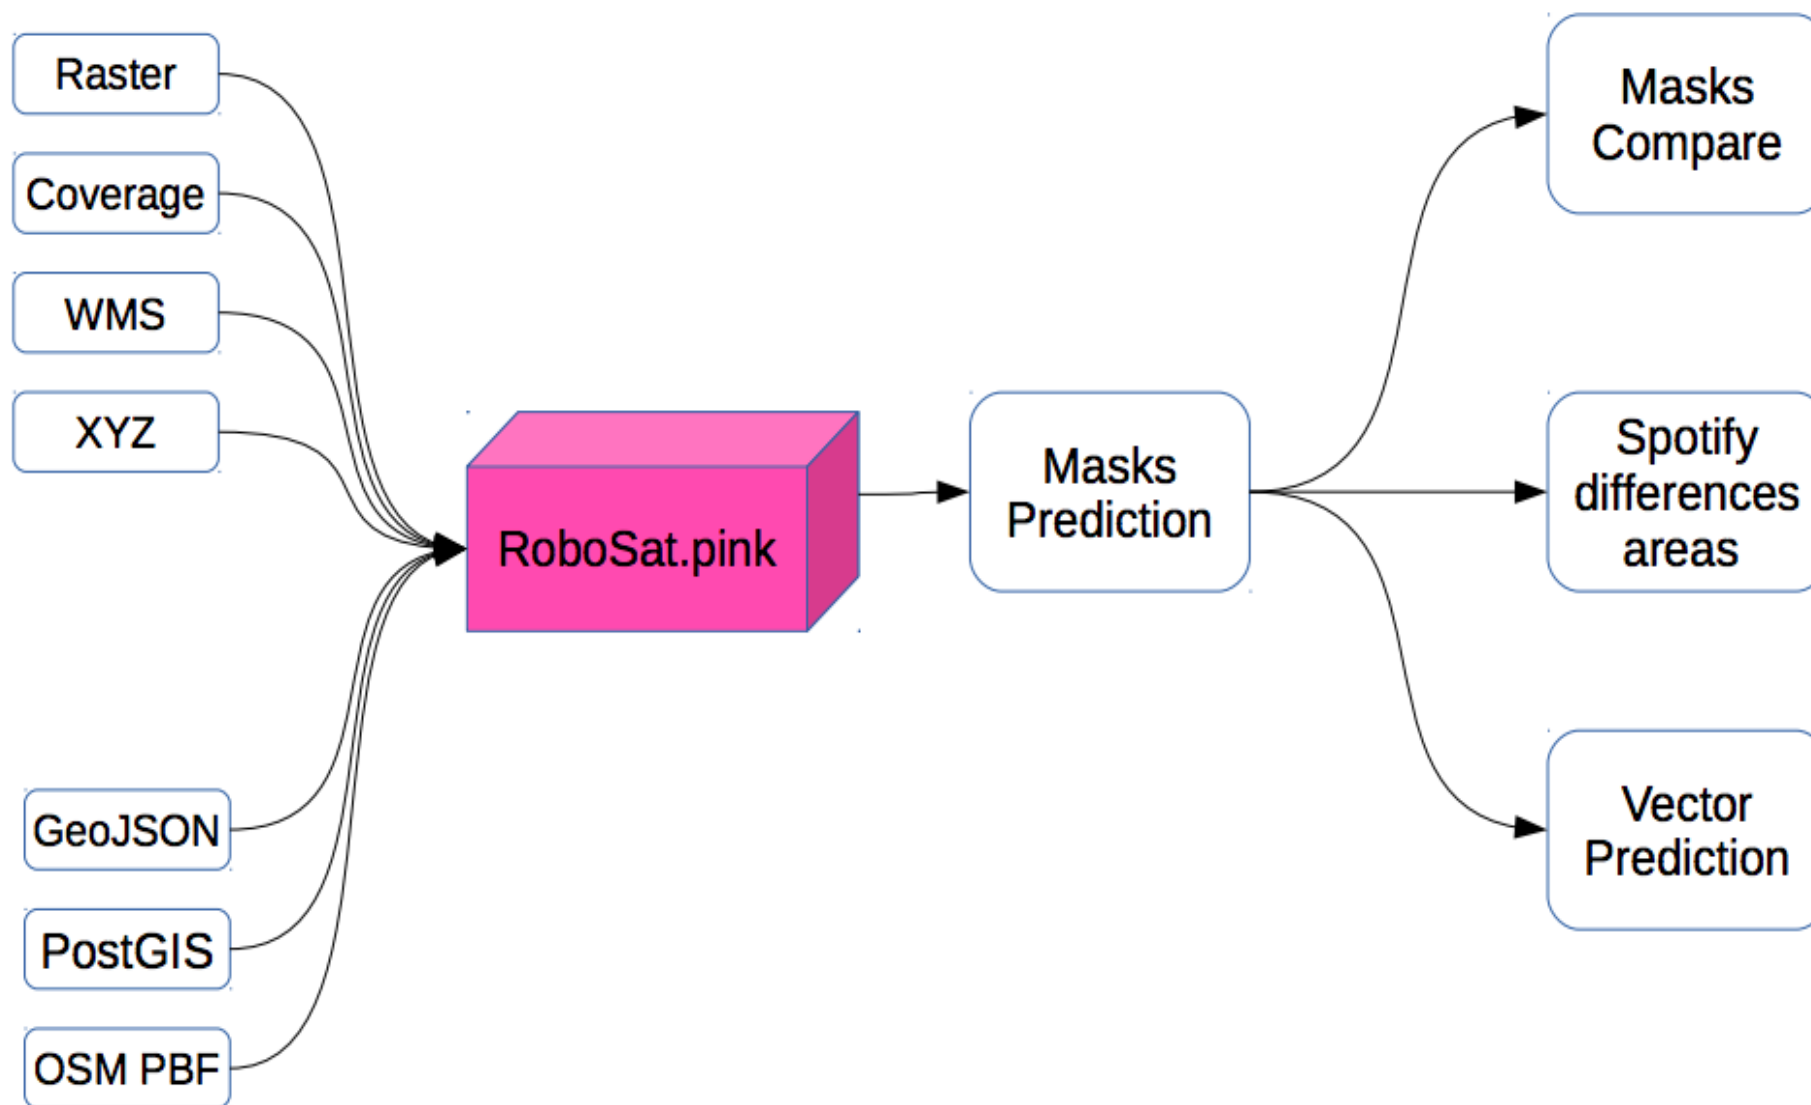 Raster
Coverage
WMS
XYZ
GeoJSON
PostGIS
OSM PBF
RoboSat.pink
Masks
Prediction
Masks
Compare
Spotify
differences
areas
Vector
Prediction